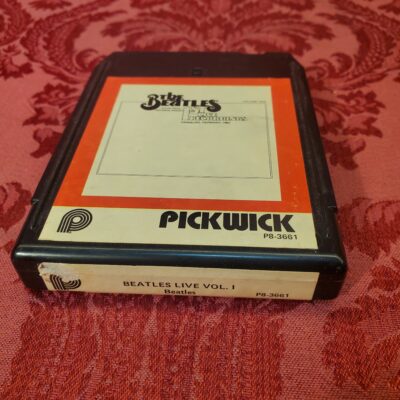 THE
BEATLES
PICKWICK
P8-3661
BEATLES LIVE VOL. I
Beatles
P8-3661